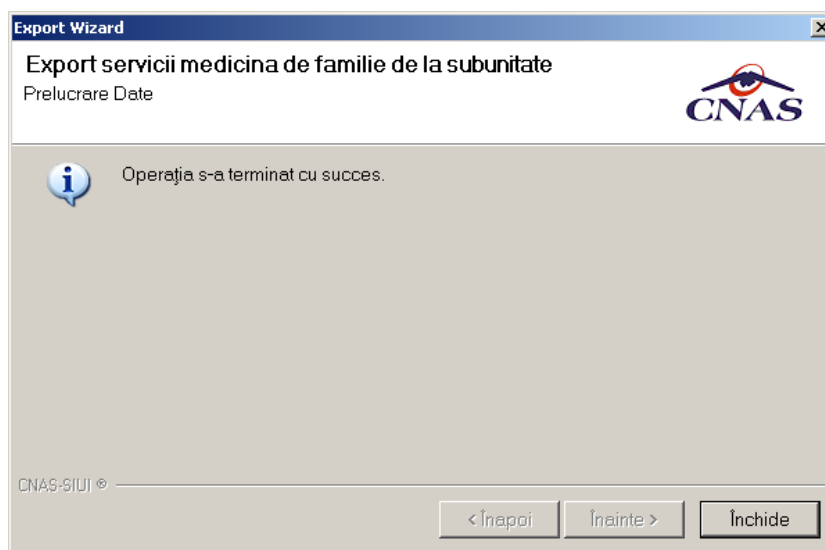 Export Wizard
Export servicii medicina de familie de la subunitate
Prelucrare Date
CNAS
Operaţia s-a terminat cu succes.
CNAS-SIUI ®
< Înapoi
Înainte >
Închide